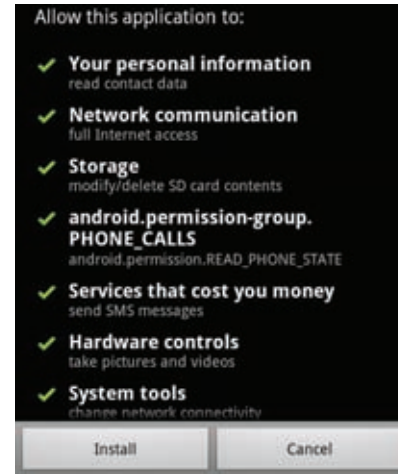 Allow this application to:
Your personal information
read contact data
Network communication
full Internet access
Storage
modify/delete SD card contents
android.permission-group.
PHONE_CALLS
android.permission.READ_PHONE_STATE
Services that cost you money
send SMS messages
Hardware controls
take pictures and videos
System tools
change network connectivity
Install
Cancel